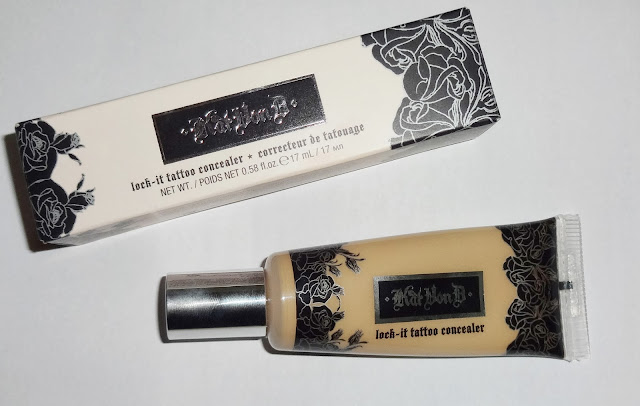 ·Kat Von D·
lock-it tattoo concealer ★ correcteur de tatouage
NET WT. / POIDS NET 0.58 fl.oz. ℮ 17 mL / 17 мл
·Kat Von D·
lock-it tattoo concealer